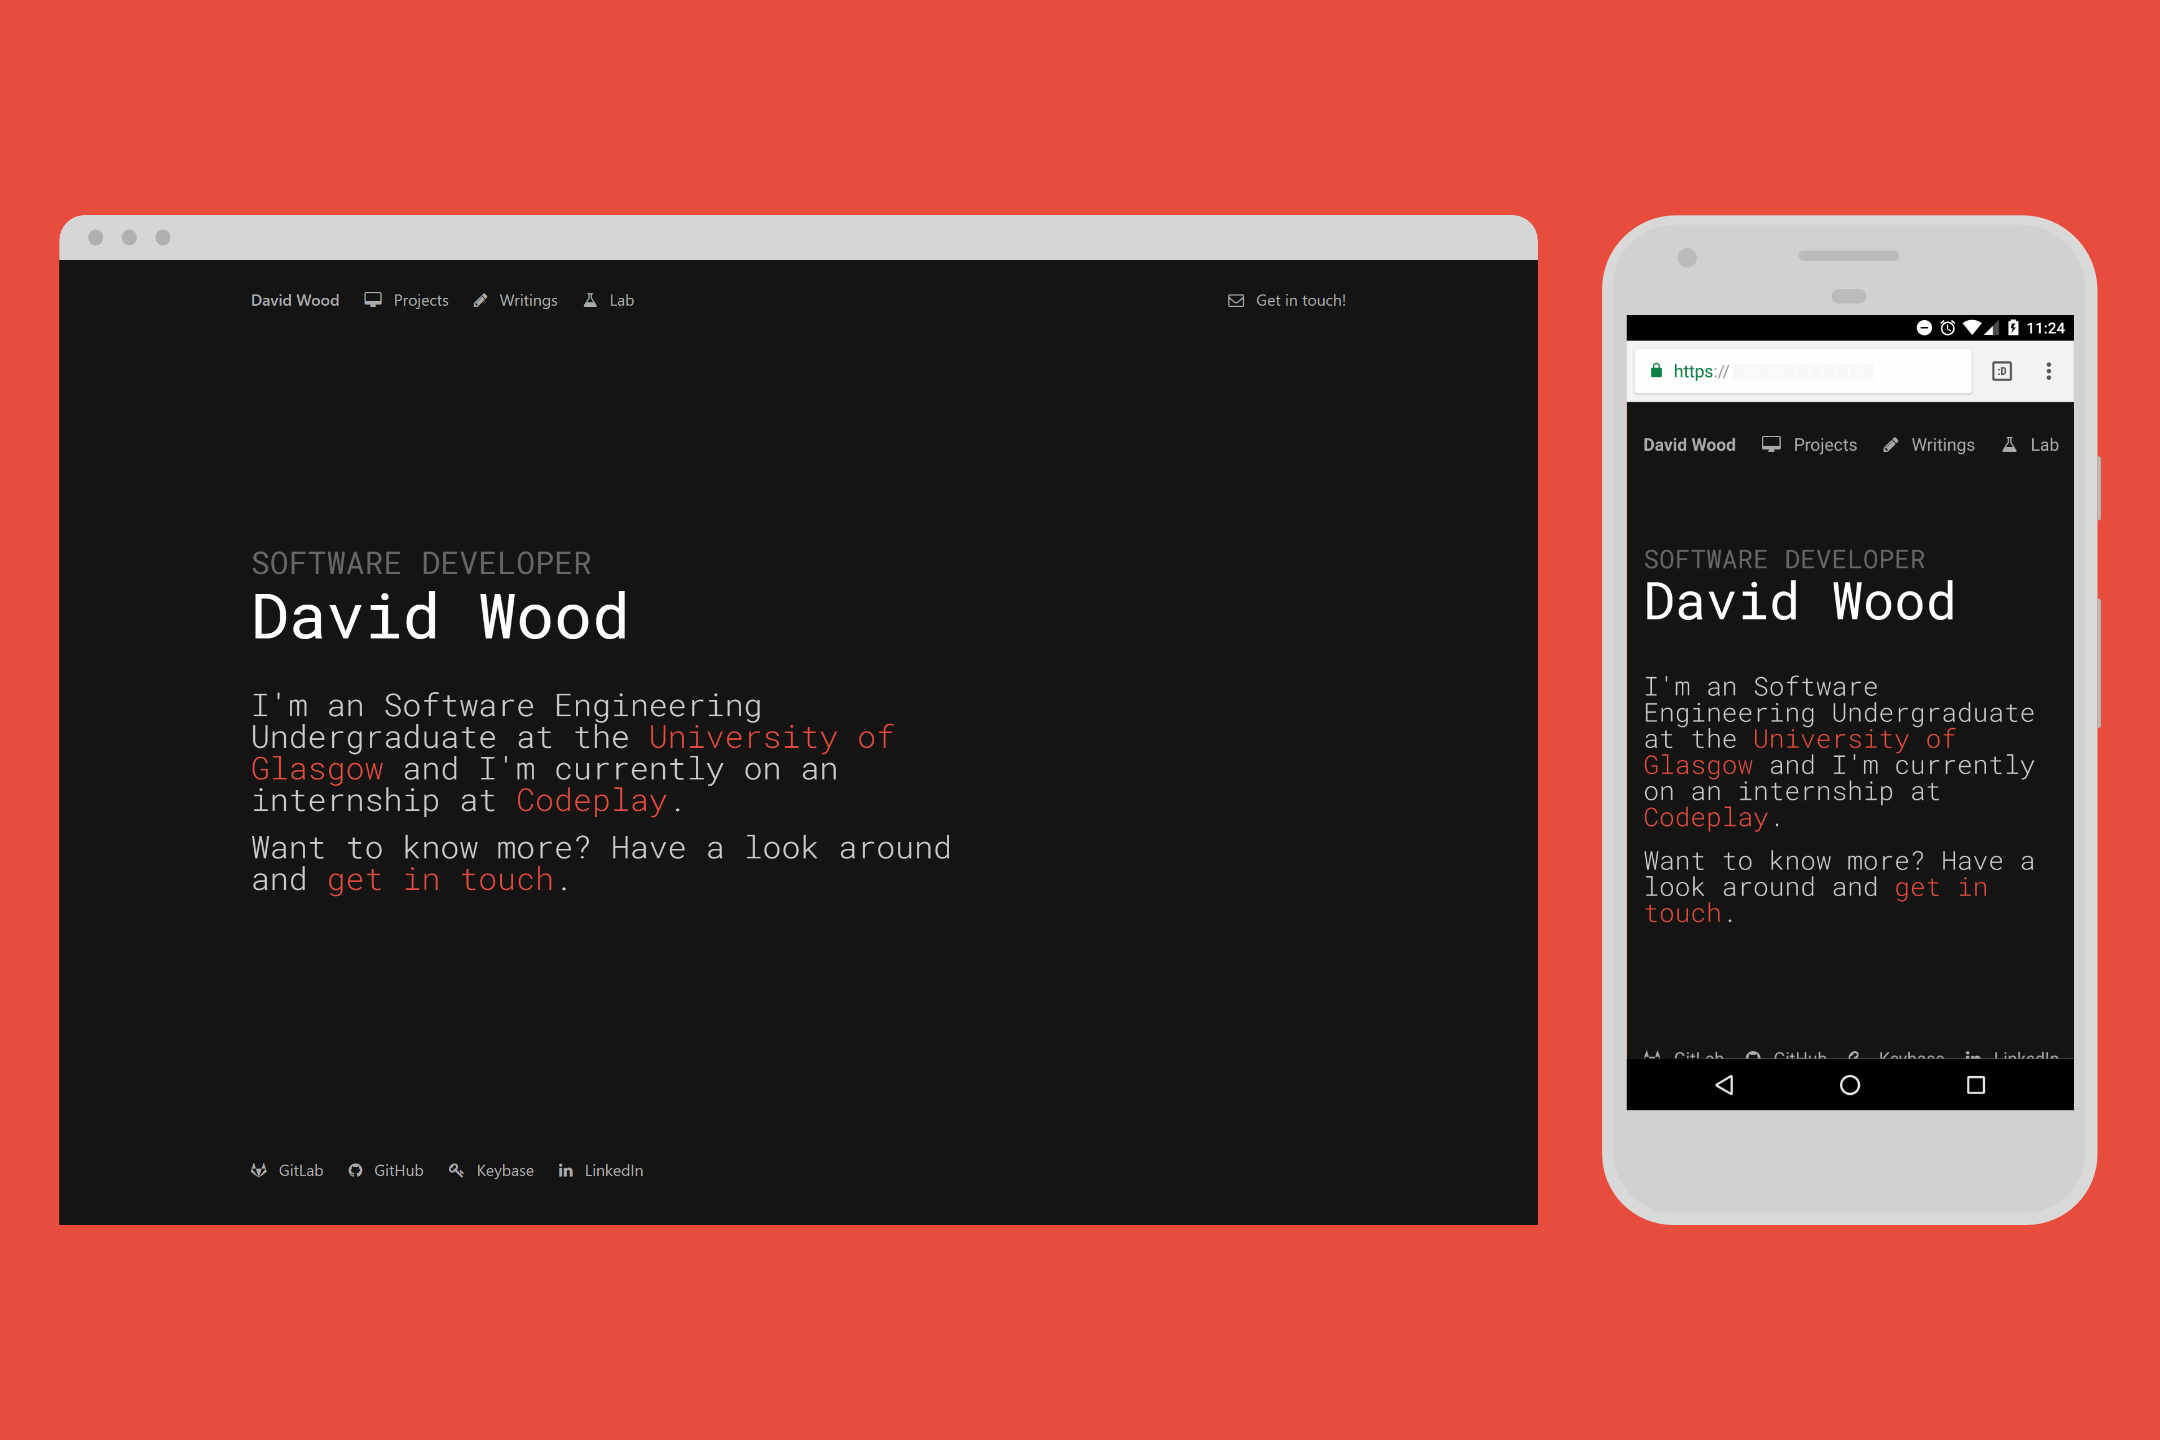 David Wood Projects Writings Lab Get in touch!
SOFTWARE DEVELOPER
David Wood
I'm an Software Engineering
Undergraduate at the University of
Glasgow and I'm currently on an
internship at Codeplay.
Want to know more? Have a look around
and get in touch.
GitLab GitHub Keybase LinkedIn
11:24
https://
:D
David Wood Projects Writings Lab
SOFTWARE DEVELOPER
David Wood
I'm an Software
Engineering Undergraduate
at the University of
Glasgow and I'm currently
on an internship at
Codeplay.
Want to know more? Have a
look around and get in
touch.
GitLab GitHub Keybase LinkedIn